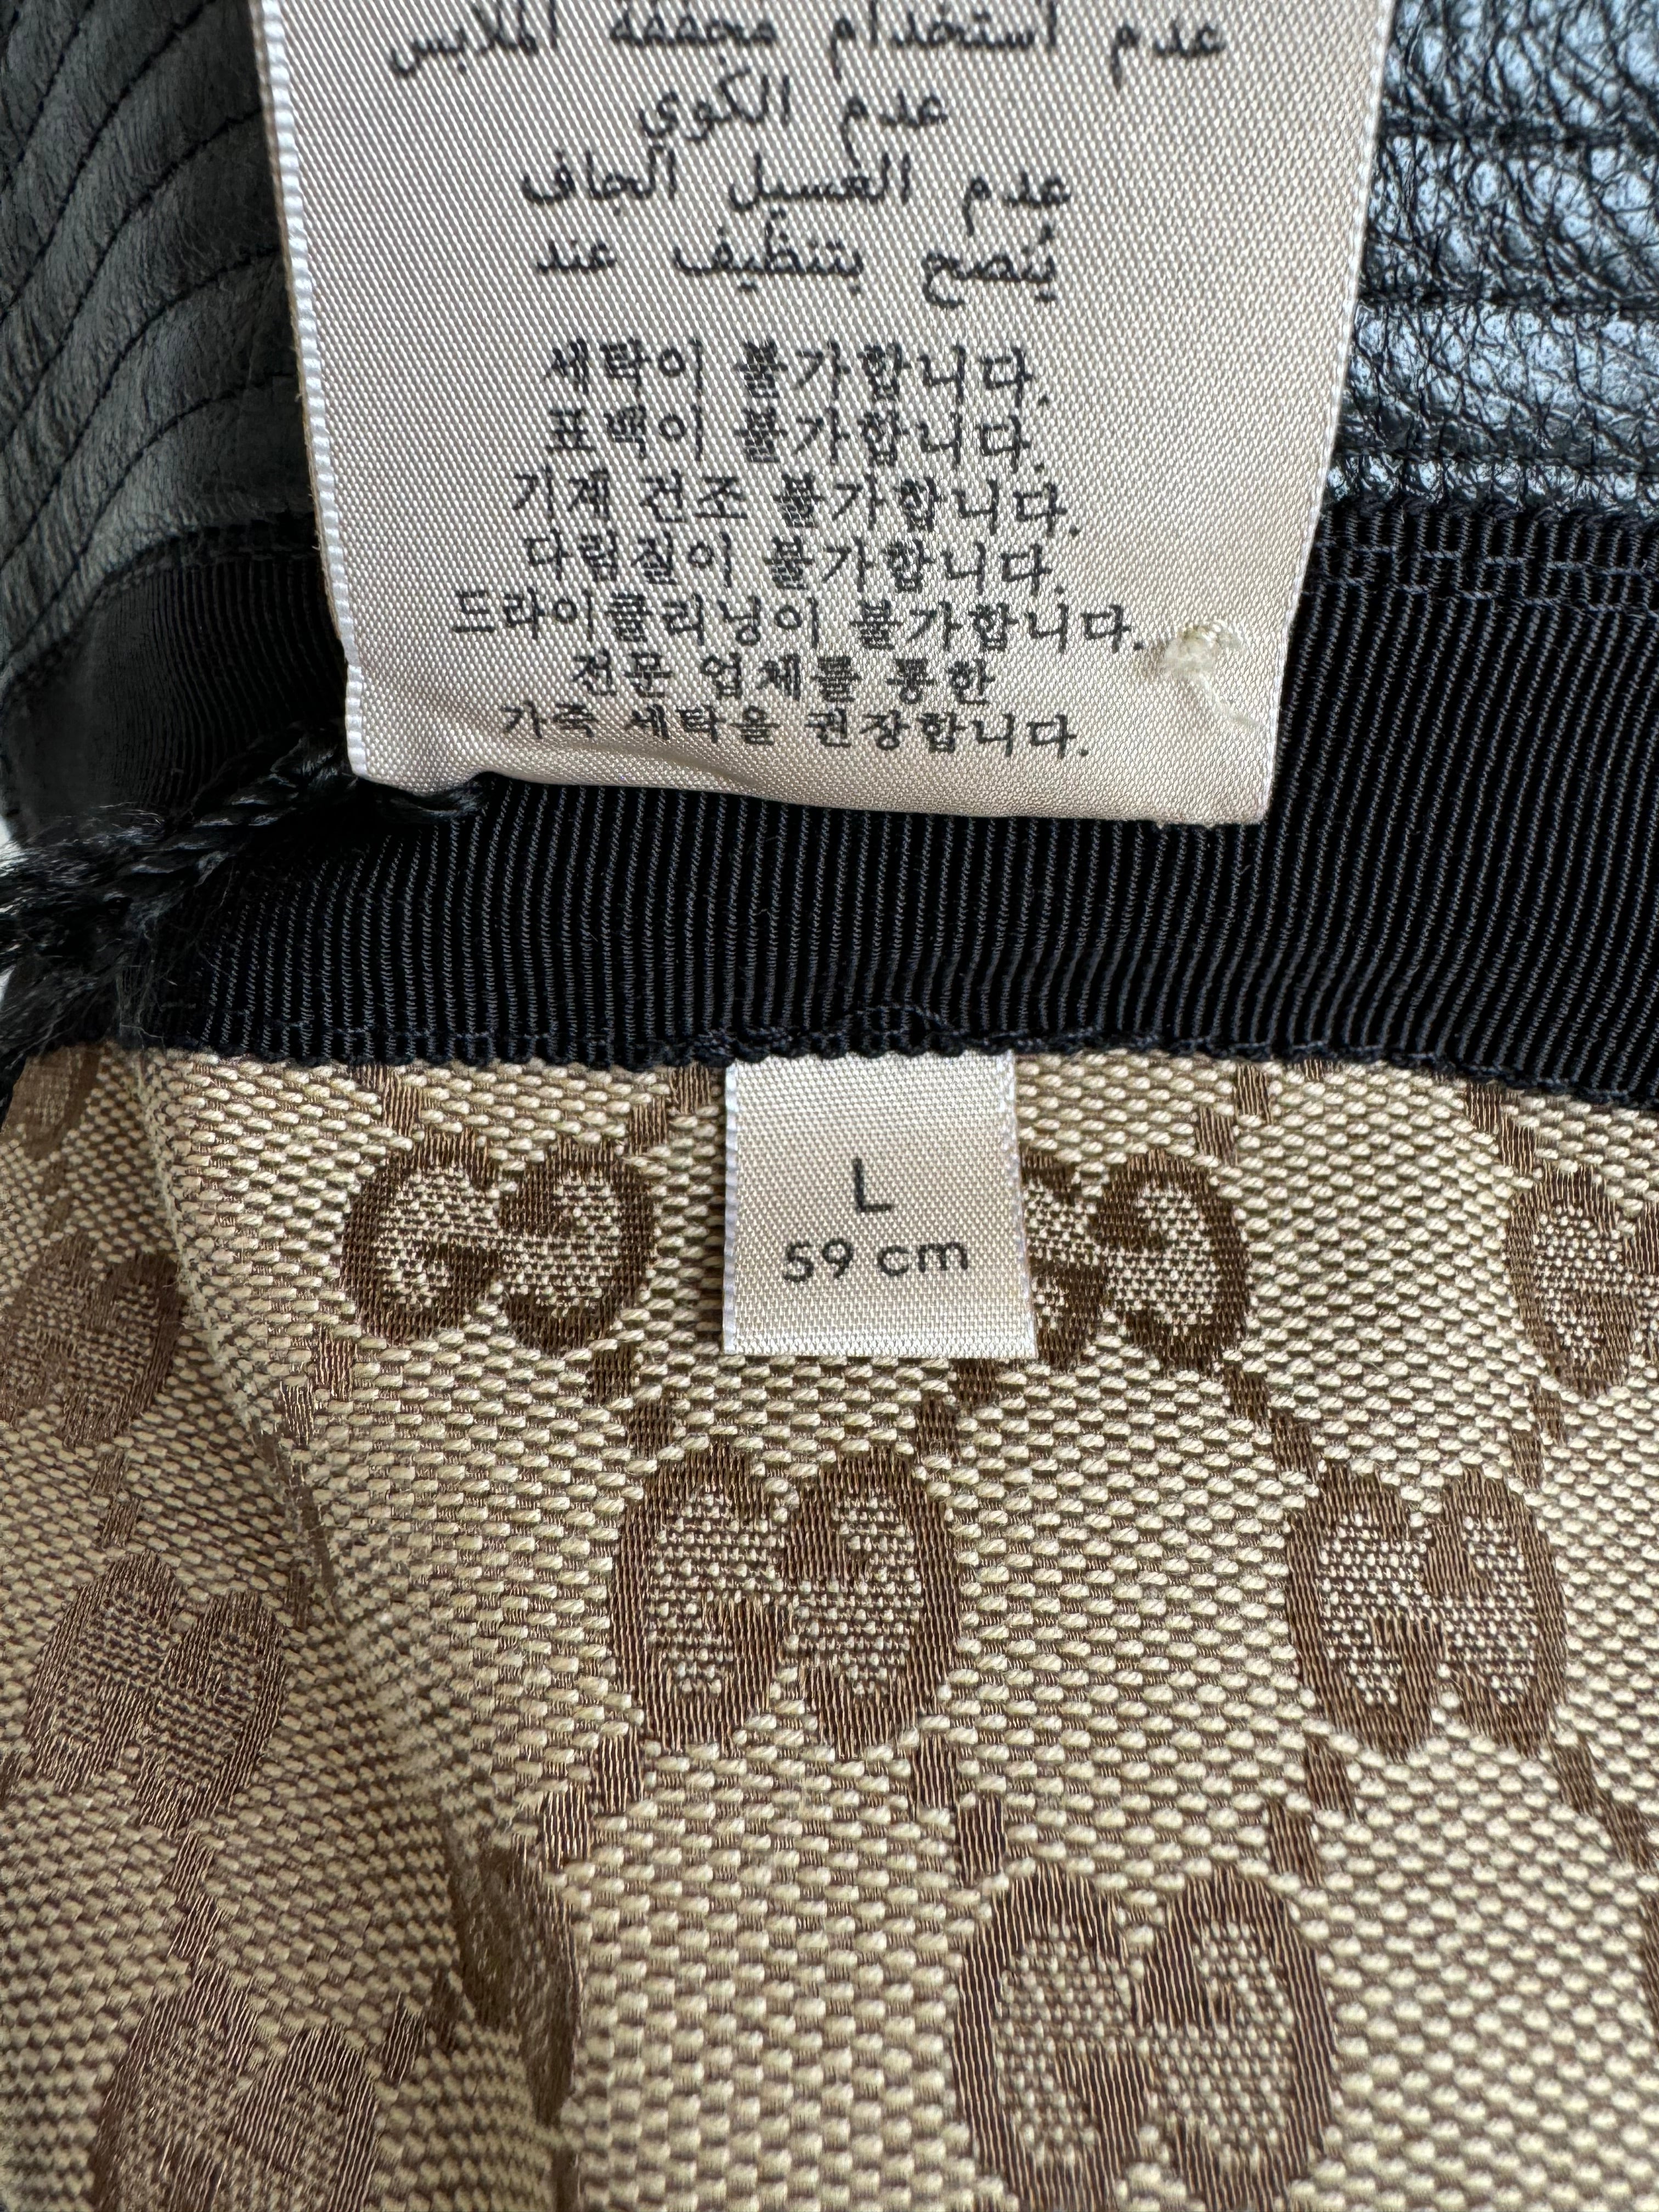 عدم استخدام مجففة الملابس
عدم الكوي
عدم الغسيل الجاف
يُنصح بتنظيف عند
세탁이 불가합니다.
표백이 불가합니다.
기계 건조 불가합니다.
다림질이 불가합니다.
드라이클리닝이 불가합니다.
전문 업체를 통한
가죽 세탁을 권장합니다.
L
59 cm